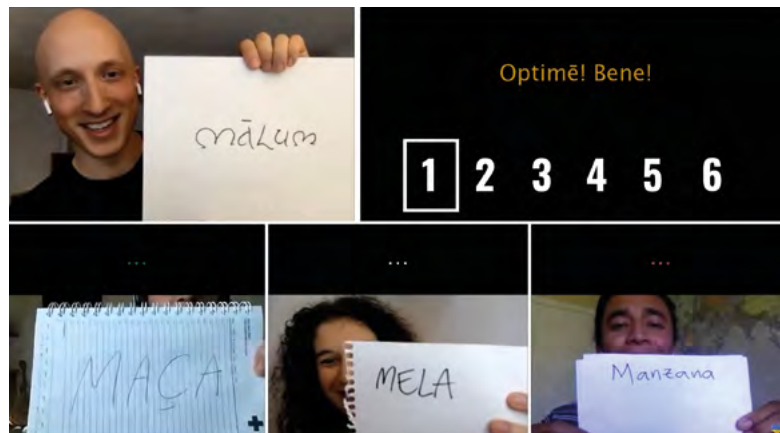 mālum
Optimē! Bene!
1 2 3 4 5 6
...
...
...
MAÇA
MELA
Manzana